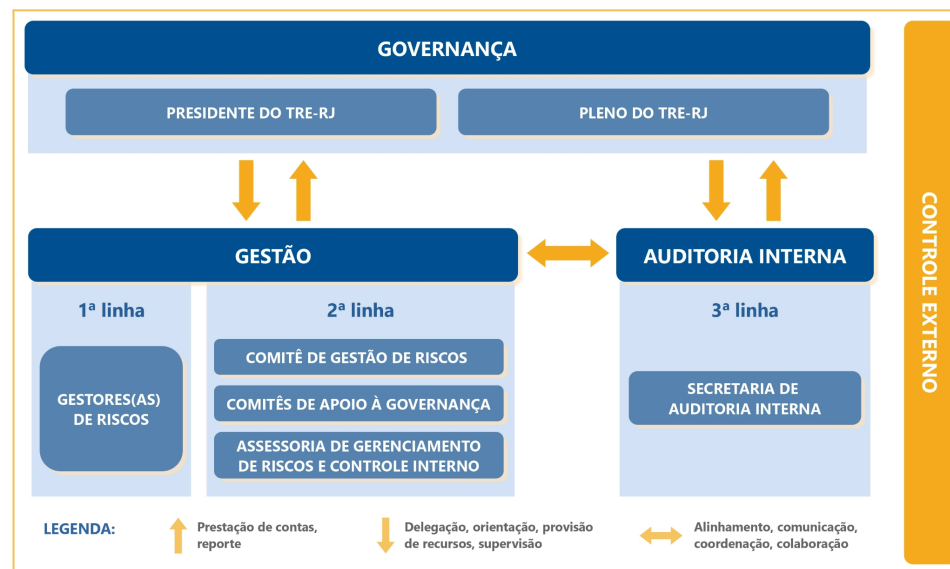 GOVERNANÇA
PRESIDENTE DO TRE-RJ
PLENO DO TRE-RJ
GESTÃO
AUDITORIA INTERNA
1ª linha
2ª linha
3ª linha
GESTORES(AS)
DE RISCOS
COMITÊ DE GESTÃO DE RISCOS
COMITÊS DE APOIO À GOVERNANÇA
ASSESSORIA DE GERENCIAMENTO
DE RISCOS E CONTROLE INTERNO
SECRETARIA DE
AUDITORIA INTERNA
CONTROLE EXTERNO
LEGENDA:
Prestação de contas,
reporte
Delegação, orientação, provisão
de recursos, supervisão
Alinhamento, comunicação,
coordenação, colaboração